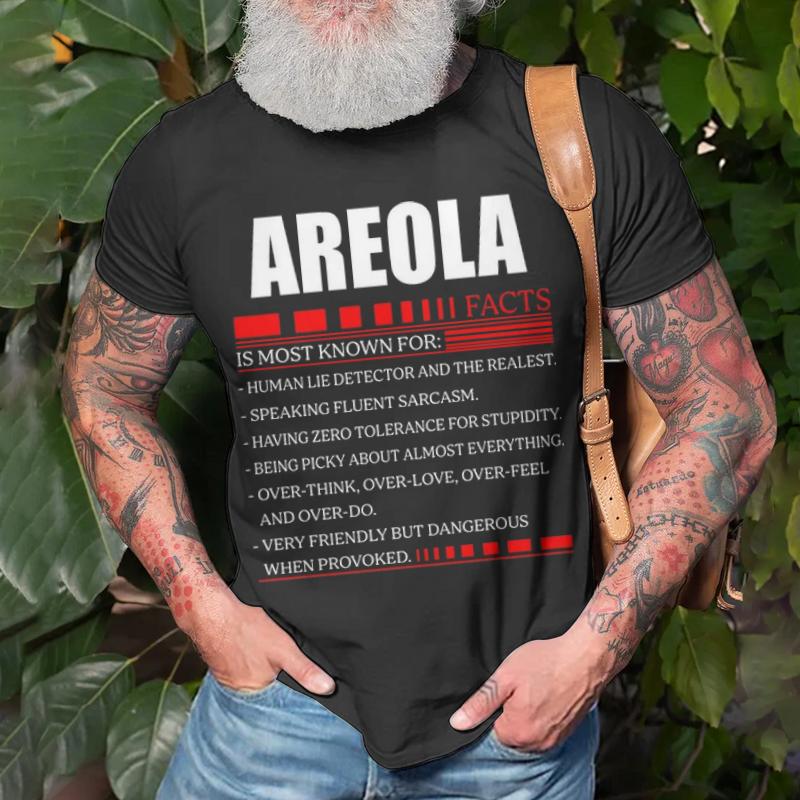 AREOLA
FACTS
IS MOST KNOWN FOR:
- HUMAN LIE DETECTOR AND THE REALEST.
- SPEAKING FLUENT SARCASM.
- HAVING ZERO TOLERANCE FOR STUPIDITY.
- BEING PICKY ABOUT ALMOST EVERYTHING.
- OVER-THINK, OVER-LOVE, OVER-FEEL
AND OVER-DO.
- VERY FRIENDLY BUT DANGEROUS
WHEN PROVOKED.
Estuardo